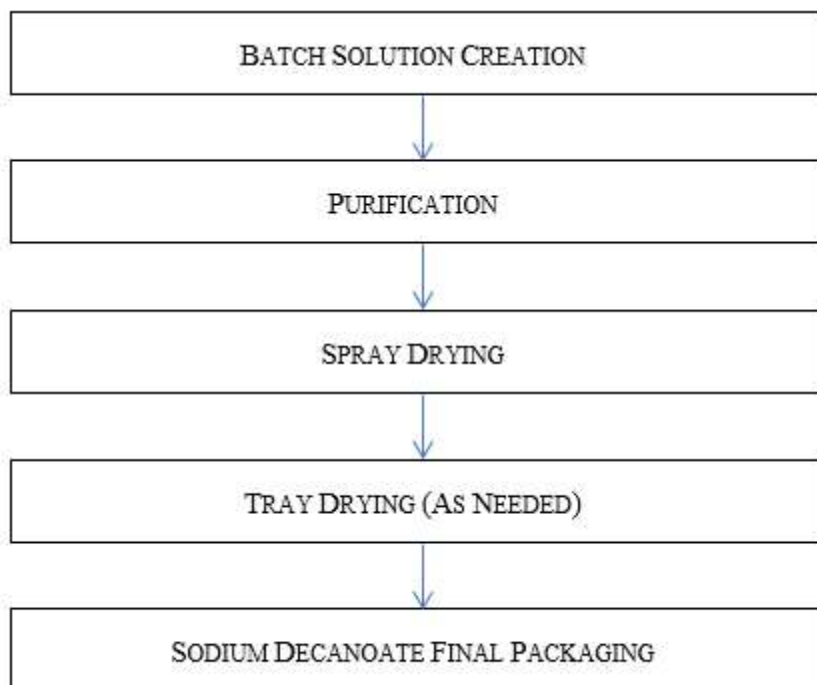 BATCH SOLUTION CREATION
PURIFICATION
SPRAY DRYING
TRAY DRYING (AS NEEDED)
SODIUM DECANOATE FINAL PACKAGING